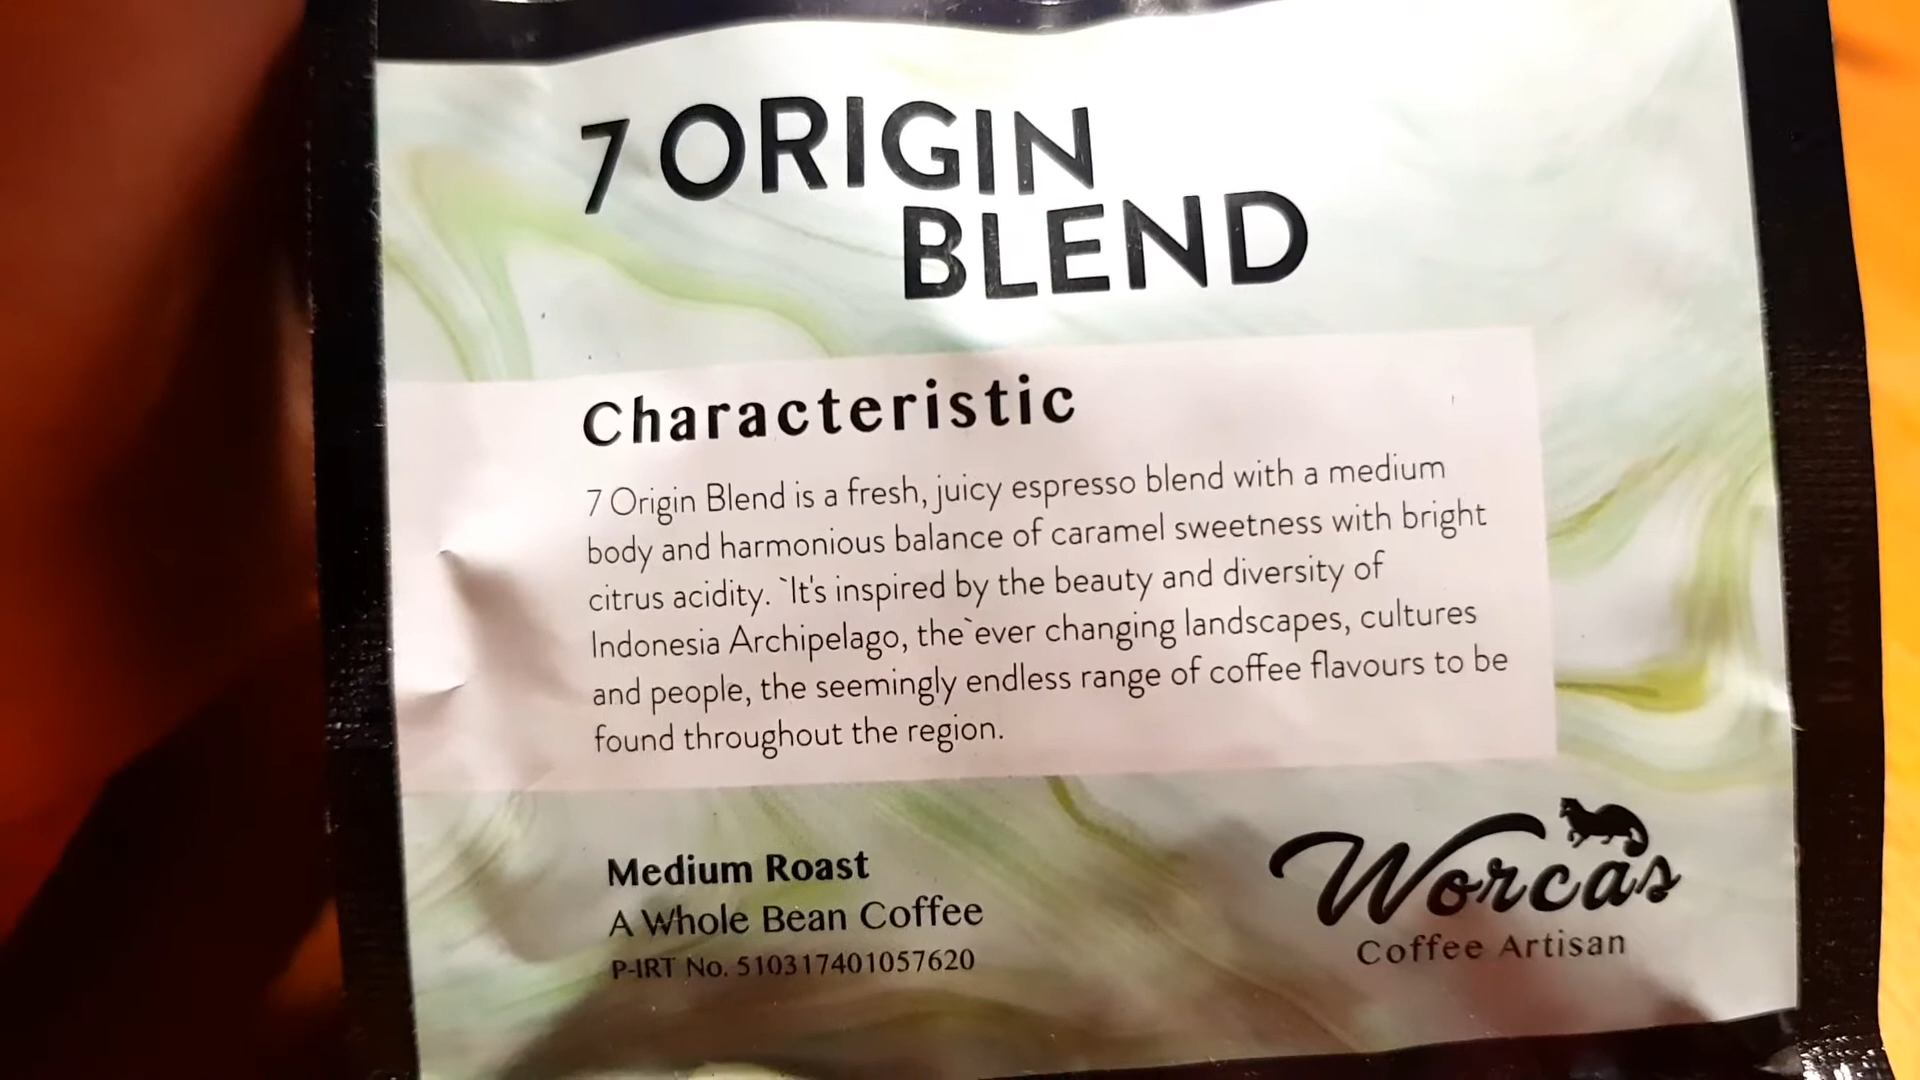 7 ORIGIN
BLEND
Characteristic
7 Origin Blend is a fresh, juicy espresso blend with a medium
body and harmonious balance of caramel sweetness with bright
citrus acidity. `It's inspired by the beauty and diversity of
Indonesia Archipelago, the`ever changing landscapes, cultures
and people, the seemingly endless range of coffee flavours to be
found throughout the region.
Medium Roast
A Whole Bean Coffee
P-IRT No. 510317401057620
Worcas
Coffee Artisan